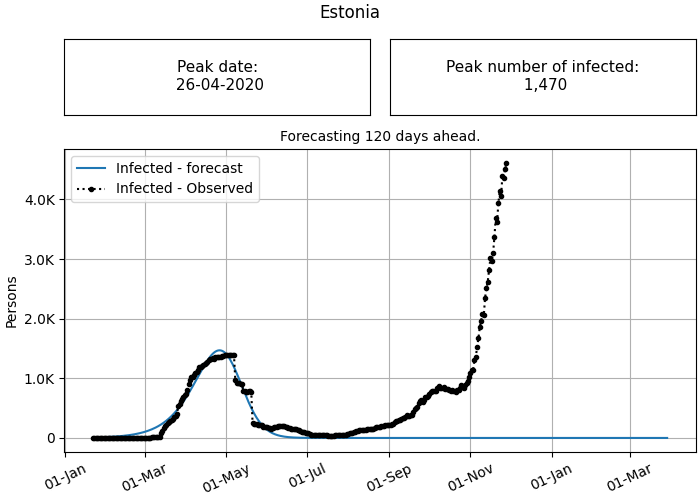 Estonia
Peak date:
26-04-2020
Peak number of infected:
1,470
Forecasting 120 days ahead.
Infected - forecast
Infected - Observed
4.0K
3.0K
2.0K
1.0K
0
Persons
01-Jan
01-Mar
01-May
01-Jul
01-Sep
01-Nov
01-Jan
01-Mar